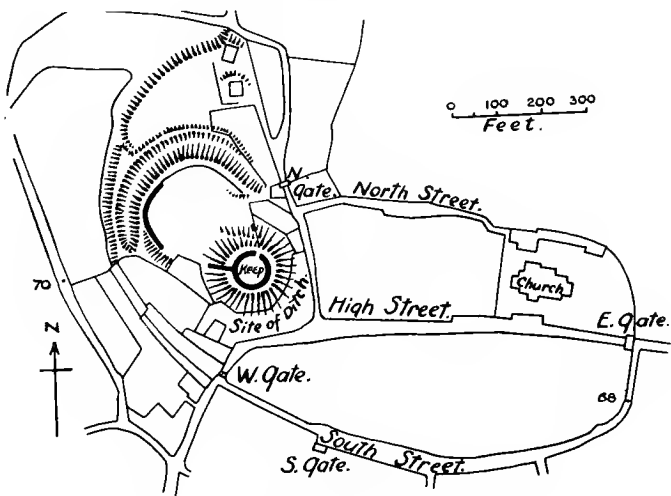 0 100 200 300
Feet.
N
Gate.
North Street.
Keep
Church
70
Site of Ditch.
High Street.
E. Gate.
N
W. Gate.
68
South Street.
S. Gate.